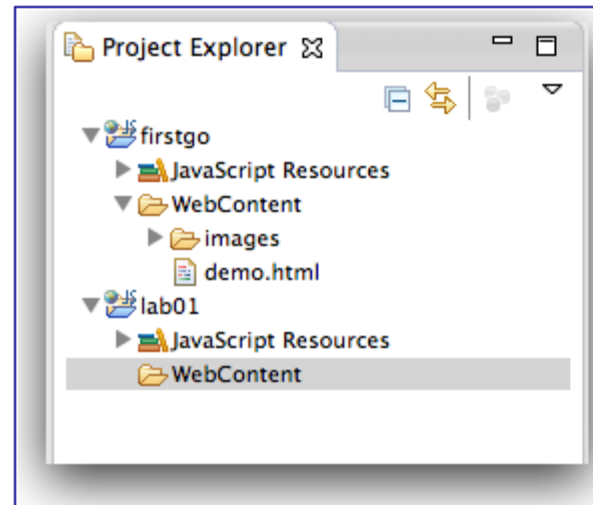 Project Explorer
firstgo
JavaScript Resources
WebContent
images
demo.html
lab01
JavaScript Resources
WebContent